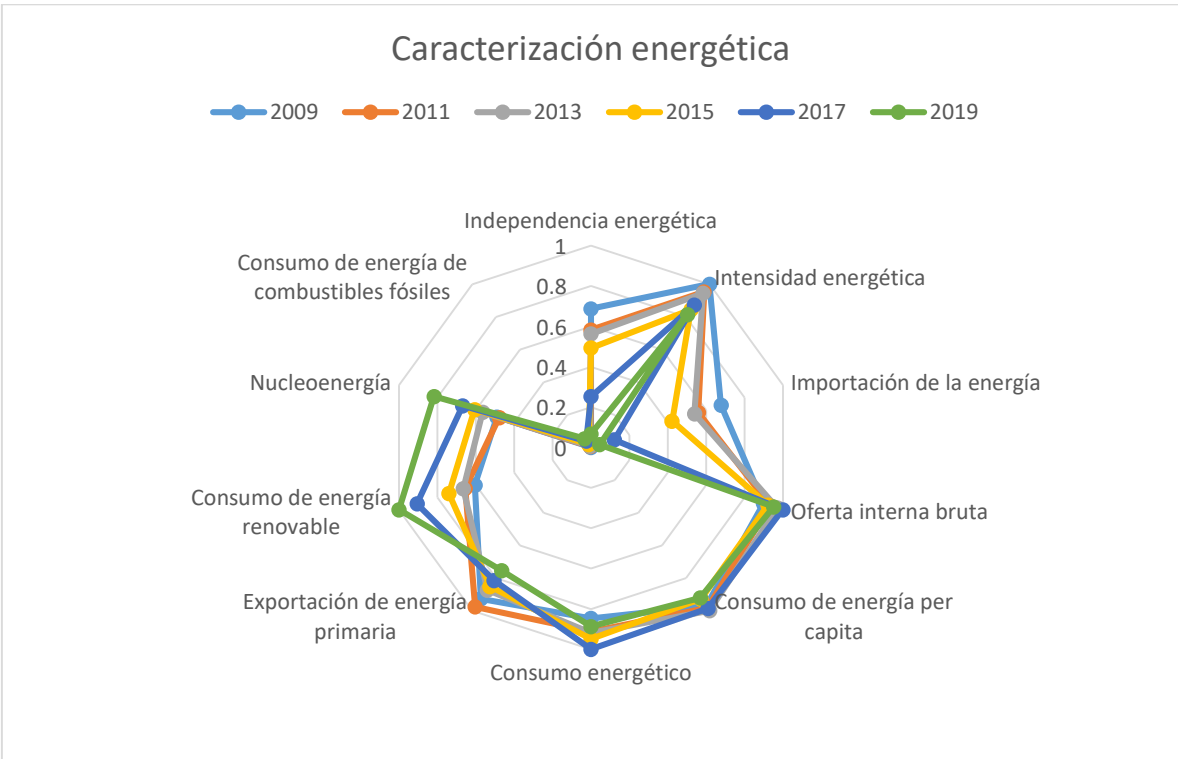 Caracterización energética
2009 2011 2013 2015 2017 2019
Independencia energética
1
0.8
0.6
0.4
0.2
0
Intensidad energética
Importación de la energía
Oferta interna bruta
Consumo de energía per
capita
Consumo energético
Exportación de energía
primaria
Consumo de energía
renovable
Nucleoenergía
Consumo de energía de
combustibles fósiles